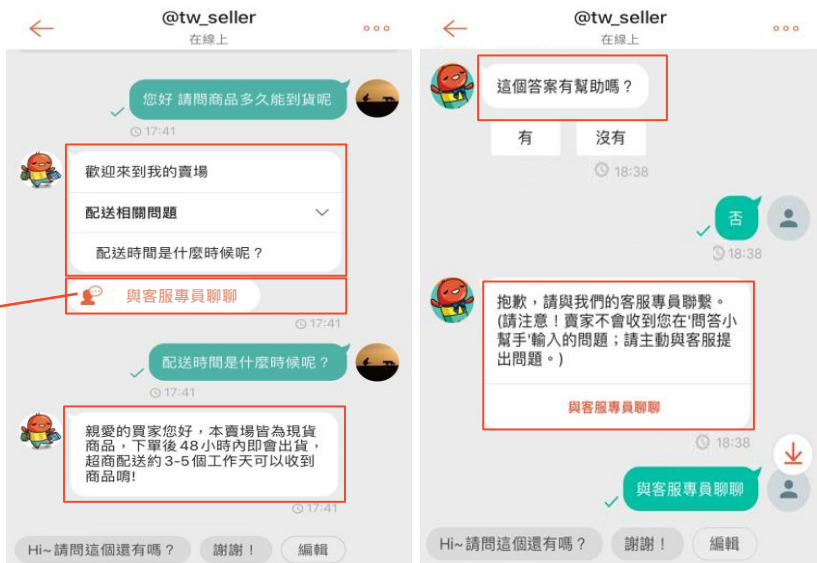 @tw_seller
在線上
您好 請問商品多久能到貨呢
17:41
歡迎來到我的賣場
配送相關問題
配送時間是什麼時候呢？
與客服專員聊聊
17:41
配送時間是什麼時候呢？
17:41
親愛的買家您好，本賣場皆為現貨
商品，下單後48小時內即會出貨，
超商配送約3-5個工作天可以收到
商品唷!
17:41
Hi~請問這個還有嗎？
謝謝！
編輯
@tw_seller
在線上
這個答案有幫助嗎？
有
沒有
18:38
否
18:38
抱歉，請與我們的客服專員聯繫。
(請注意！賣家不會收到您在'問答小
幫手'輸入的問題；請主動與客服提
出問題。)
與客服專員聊聊
18:38
與客服專員聊聊
Hi~請問這個還有嗎？
謝謝！
編輯